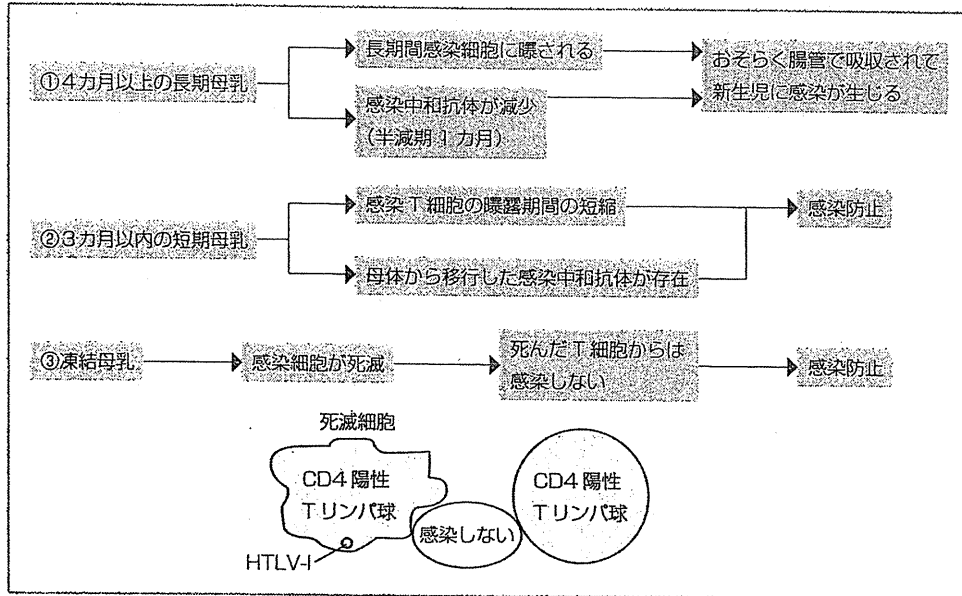 ①4カ月以上の長期母乳
長期間感染細胞に曝される
感染中和抗体が減少
(半減期1カ月)
おそらく腸管で吸収されて
新生児に感染が生じる
②3カ月以内の短期母乳
感染T細胞の曝露期間の短縮
母体から移行した感染中和抗体が存在
感染防止
③凍結母乳
感染細胞が死滅
死んだT細胞からは
感染しない
感染防止
死滅細胞
CD4陽性
Tリンパ球
HTLV-I
感染しない
CD4陽性
Tリンパ球